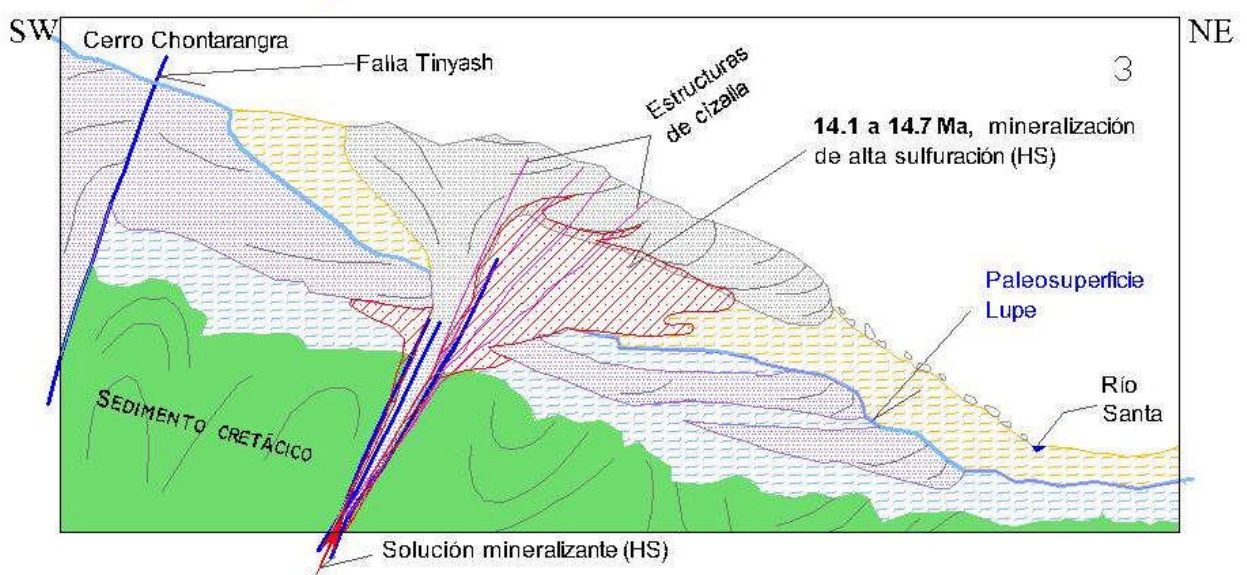 SW
NE
Cerro Chontarangra
Falla Tinyash
3
Estructuras
de cizalla
14.1 a 14.7 Ma, mineralización
de alta sulfuración (HS)
Paleosuperficie
Lupe
Río
Santa
SEDIMENTO CRETÁCICO
Solución mineralizante (HS)